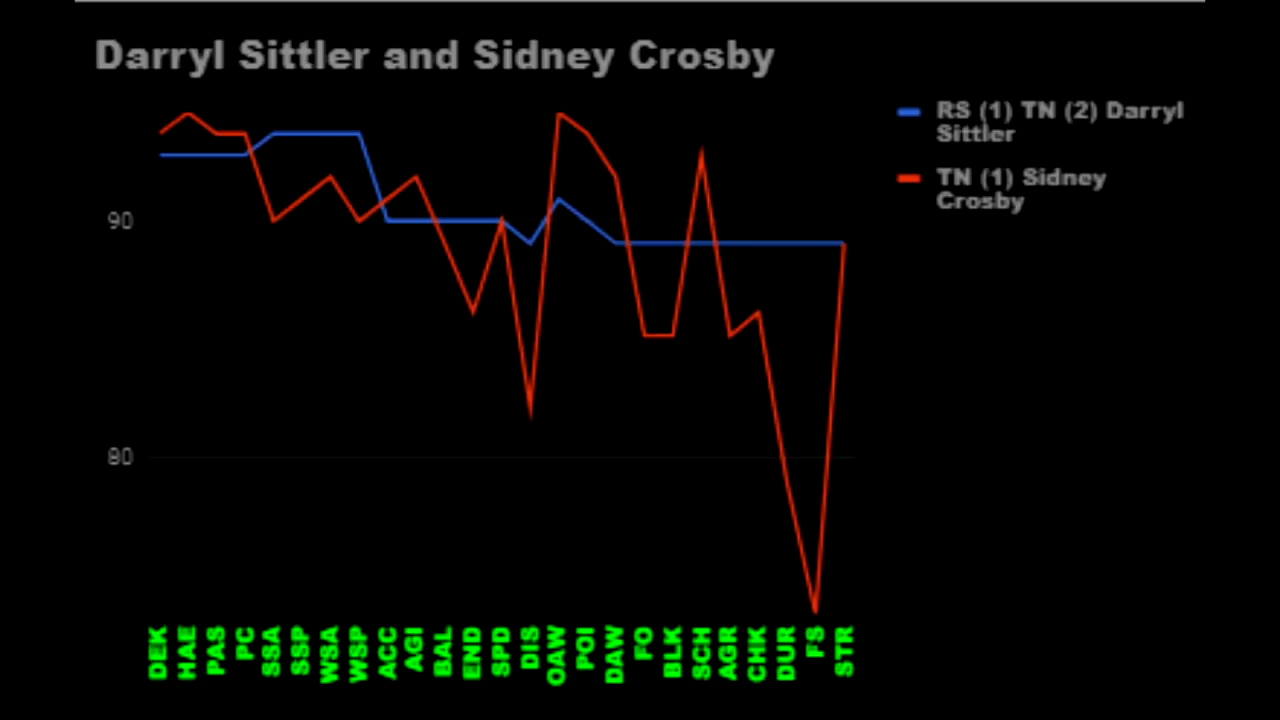 Darryl Sittler and Sidney Crosby
RS (1) TN (2) Darryl
Sittler
TN (1) Sidney
Crosby
90
80
DEK
HAE
PAS
PC
SSA
SSP
WSA
WSP
ACC
AGI
BAL
END
SPD
DIS
OAW
POI
DAW
FO
BLK
SCH
AGR
CHK
DUR
FS
STR